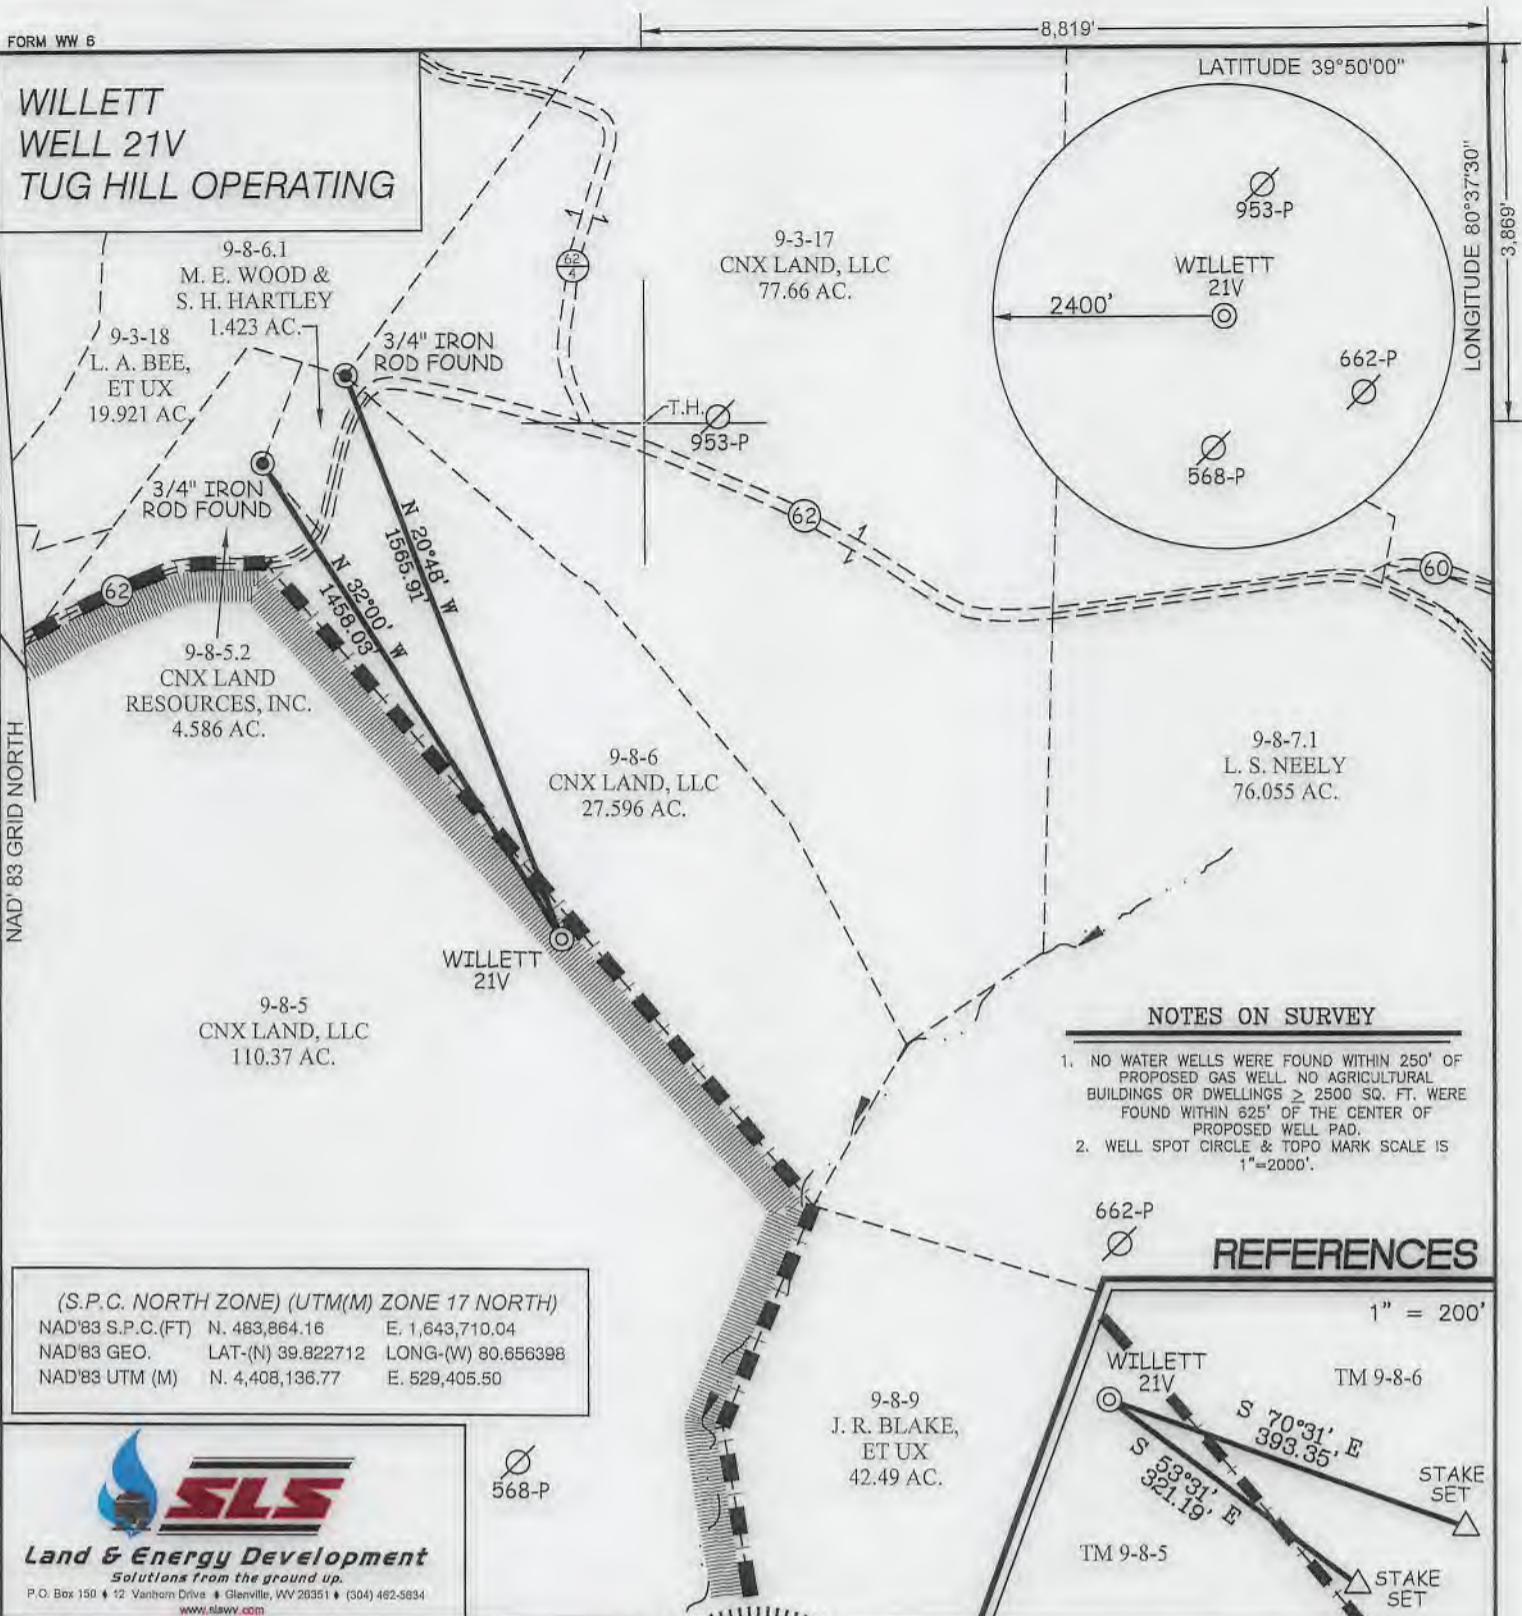 FORM WW 6
8,819'
WILLETT
WELL 21V
TUG HILL OPERATING
LATITUDE 39°50'00"
LONGITUDE 80°37'30"
3,869'
953-P
WILLETT
21V
2400'
662-P
568-P
9-3-17
CNX LAND, LLC
77.66 AC.
62
4
9-8-6.1
M. E. WOOD &
S. H. HARTLEY
1.423 AC.
9-3-18
L. A. BEE,
ET UX
19.921 AC.
3/4" IRON
ROD FOUND
T.H.
953-P
3/4" IRON
ROD FOUND
N 20°48' W
1565.91'
N 32°00' W
1458.03'
62
62
60
9-8-5.2
CNX LAND
RESOURCES, INC.
4.586 AC.
NAD' 83 GRID NORTH
9-8-6
CNX LAND, LLC
27.596 AC.
9-8-7.1
L. S. NEELY
76.055 AC.
WILLETT
21V
9-8-5
CNX LAND, LLC
110.37 AC.
NOTES ON SURVEY
1. NO WATER WELLS WERE FOUND WITHIN 250' OF
PROPOSED GAS WELL. NO AGRICULTURAL
BUILDINGS OR DWELLINGS ≥ 2500 SQ. FT. WERE
FOUND WITHIN 625' OF THE CENTER OF
PROPOSED WELL PAD.
2. WELL SPOT CIRCLE & TOPO MARK SCALE IS
1"=2000'.
662-P
REFERENCES
1" = 200'
WILLETT
21V
TM 9-8-6
S 70°31' E
393.35'
S 53°31' E
321.19'
STAKE
SET
TM 9-8-5
STAKE
SET
(S.P.C. NORTH ZONE) (UTM(M) ZONE 17 NORTH)
NAD'83 S.P.C.(FT) N. 483,864.16 E. 1,643,710.04
NAD'83 GEO. LAT-(N) 39.822712 LONG-(W) 80.656398
NAD'83 UTM (M) N. 4,408,136.77 E. 529,405.50
9-8-9
J. R. BLAKE,
ET UX
42.49 AC.
568-P
SLS
Land & Energy Development
Solutions from the ground up.
P.O. Box 150 ♦ 12 Vanhorn Drive ♦ Glenville, WV 26351 ♦ (304) 462-5634
www.slswv.com